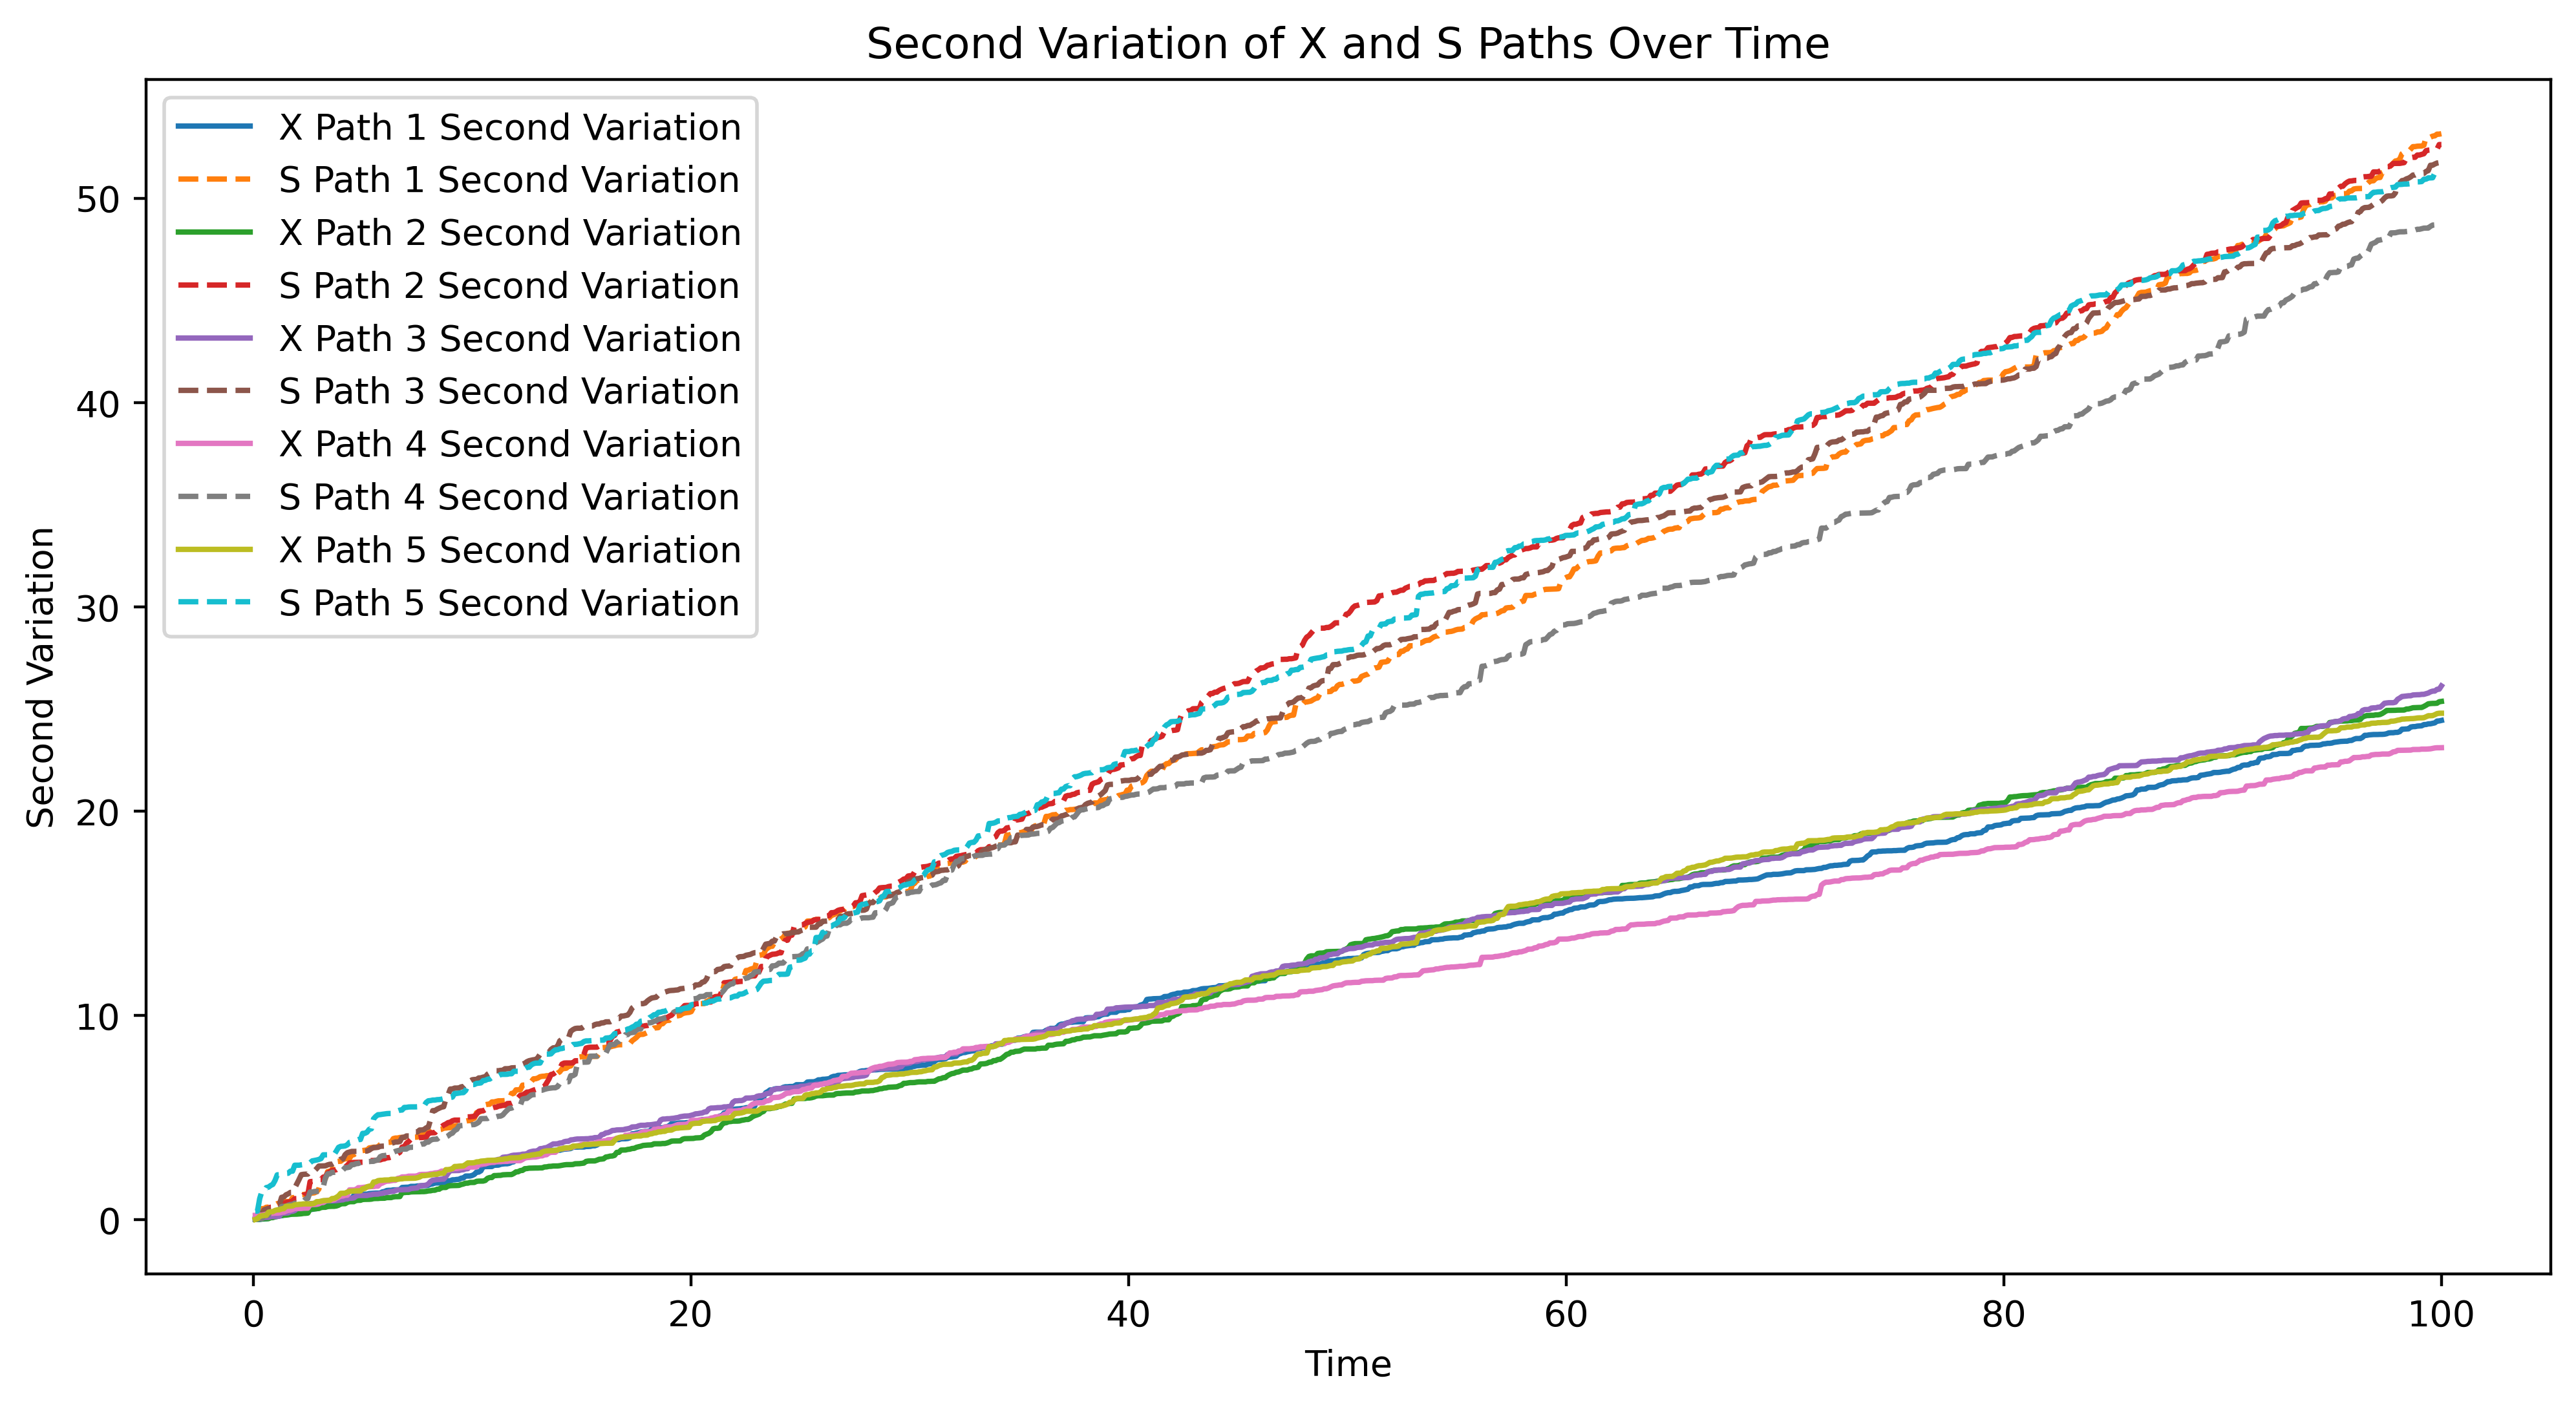 Second Variation of X and S Paths Over Time
X Path 1 Second Variation
S Path 1 Second Variation
X Path 2 Second Variation
S Path 2 Second Variation
X Path 3 Second Variation
S Path 3 Second Variation
X Path 4 Second Variation
S Path 4 Second Variation
X Path 5 Second Variation
S Path 5 Second Variation
Second Variation
50
40
30
20
10
0
0 20 40 60 80 100
Time